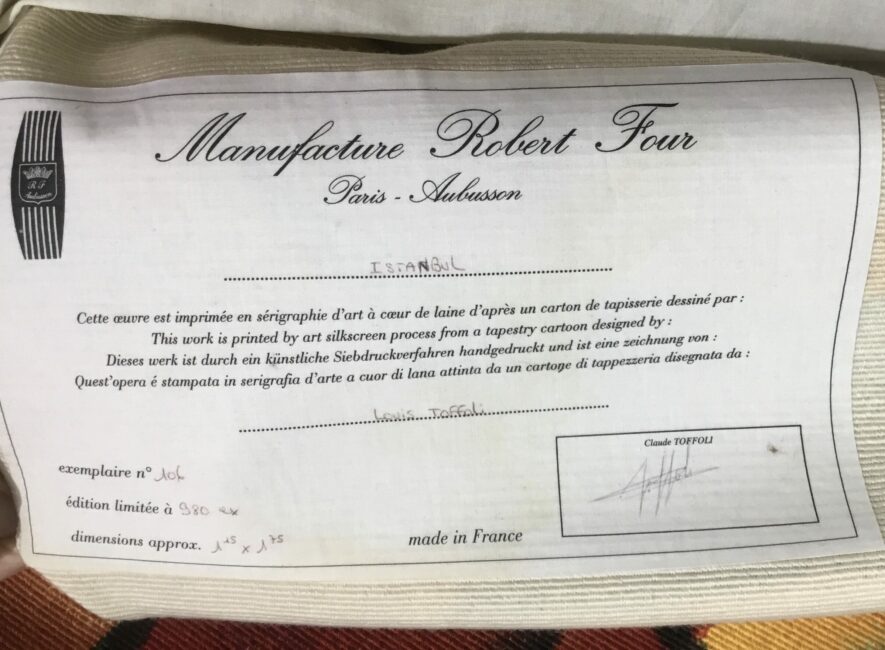 Manufacture Robert Four
Paris - Aubusson
R F
Aubusson
ISTANBUL
Cette œuvre est imprimée en sérigraphie d'art à cœur de laine d'après un carton de tapisserie dessiné par :
This work is printed by art silkscreen process from a tapestry cartoon designed by :
Dieses werk ist durch ein künstliche Siebdruckverfahren handgedruckt und ist eine zeichnung von :
Quest'opera é stampata in serigrafia d'arte a cuor di lana attinta da un cartone di tappezzeria disegnata da :
Louis Toffoli
Claude TOFFOLI
exemplaire n°
édition limitée à 980 ex
dimensions approx. 1 15 x 1 75
made in France